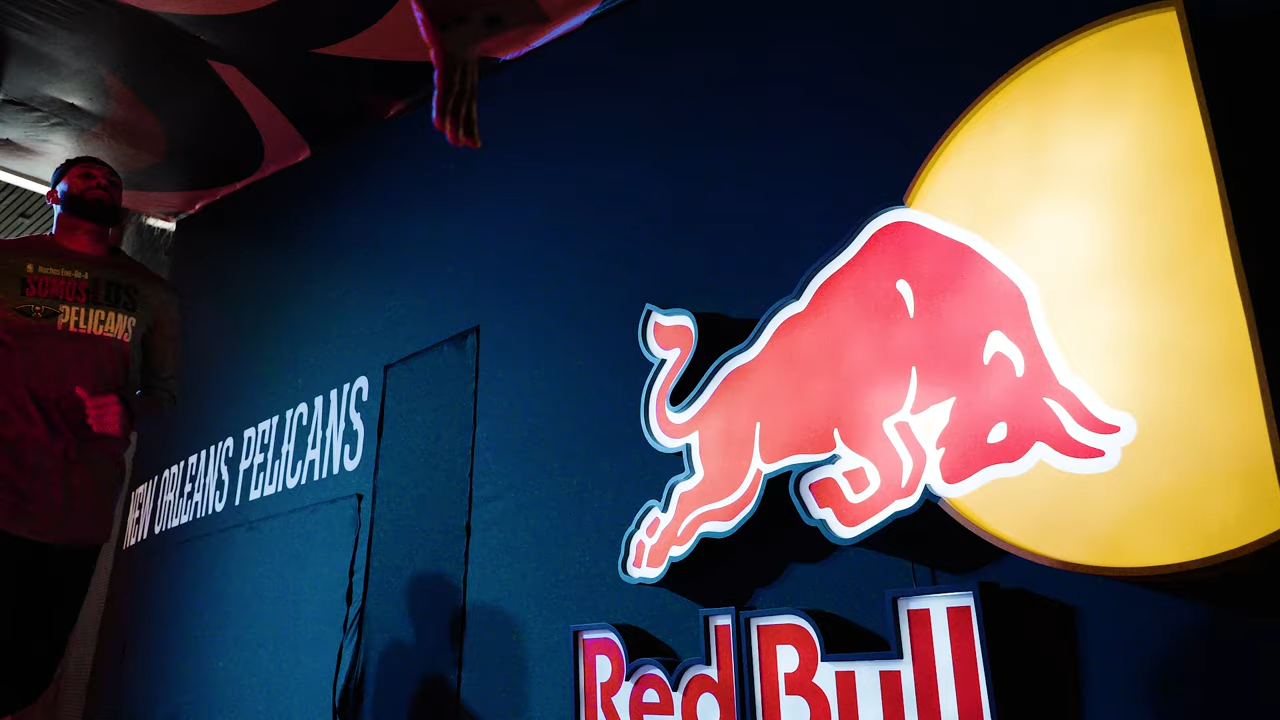 Noches Ene-Be-A
SOMOS LOS
PELICANS
NEW ORLEANS PELICANS
Red Bull